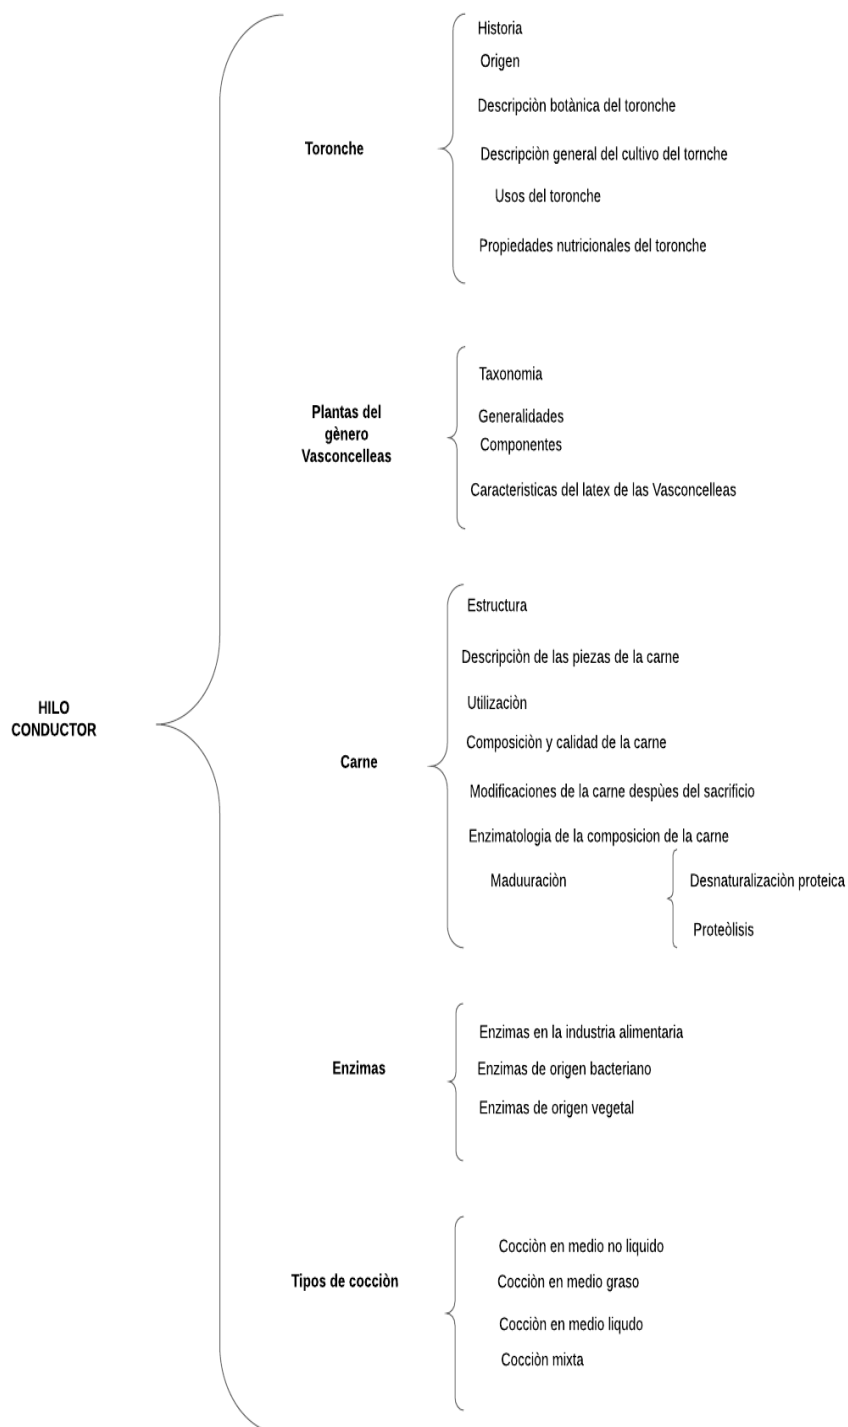 HILO
CONDUCTOR
Toronche
Historia
Origen
Descripciòn botànica del toronche
Descripciòn general del cultivo del tornche
Usos del toronche
Propiedades nutricionales del toronche
Plantas del
gènero
Vasconcelleas
Taxonomia
Generalidades
Componentes
Caracteristicas del latex de las Vasconcelleas
Carne
Estructura
Descripciòn de las piezas de la carne
Utilizaciòn
Composiciòn y calidad de la carne
Modificaciones de la carne despùes del sacrificio
Enzimatologia de la composicion de la carne
Maduuraciòn
Desnaturalizaciòn proteica
Proteòlisis
Enzimas
Enzimas en la industria alimentaria
Enzimas de origen bacteriano
Enzimas de origen vegetal
Tipos de cocciòn
Cocciòn en medio no liquido
Cocciòn en medio graso
Cocciòn en medio liqudo
Cocciòn mixta